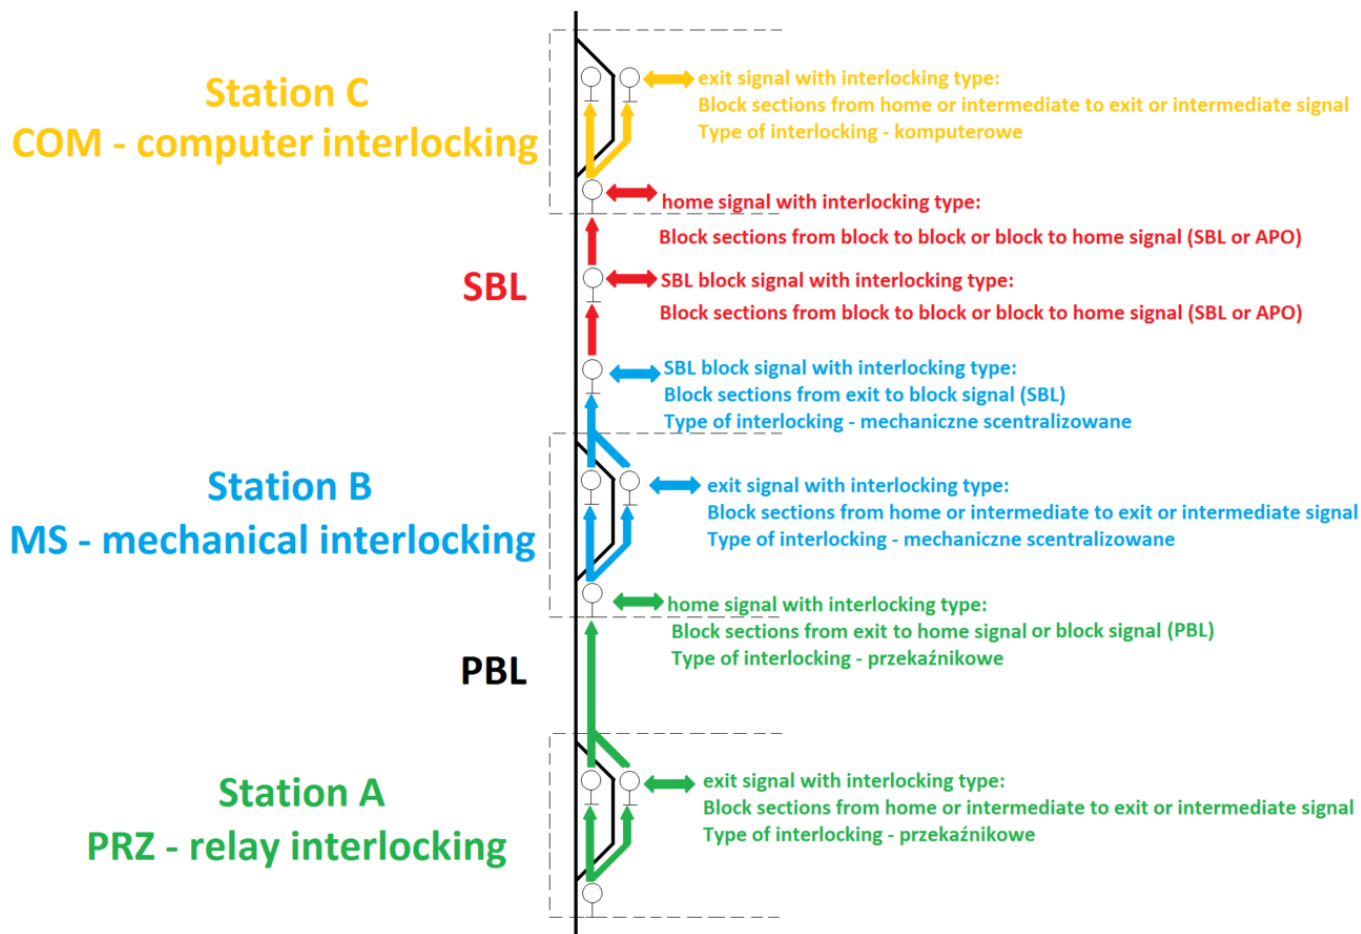 Station C
COM - computer interlocking
exit signal with interlocking type:
Block sections from home or intermediate to exit or intermediate signal
Type of interlocking - komputerowe
home signal with interlocking type:
Block sections from block to block or block to home signal (SBL or APO)
SBL
SBL block signal with interlocking type:
Block sections from block to block or block to home signal (SBL or APO)
SBL block signal with interlocking type:
Block sections from exit to block signal (SBL)
Type of interlocking - mechaniczne scentralizowane
Station B
MS - mechanical interlocking
exit signal with interlocking type:
Block sections from home or intermediate to exit or intermediate signal
Type of interlocking - mechaniczne scentralizowane
home signal with interlocking type:
Block sections from exit to home signal or block signal (PBL)
Type of interlocking - przekaźnikowe
PBL
Station A
PRZ - relay interlocking
exit signal with interlocking type:
Block sections from home or intermediate to exit or intermediate signal
Type of interlocking - przekaźnikowe